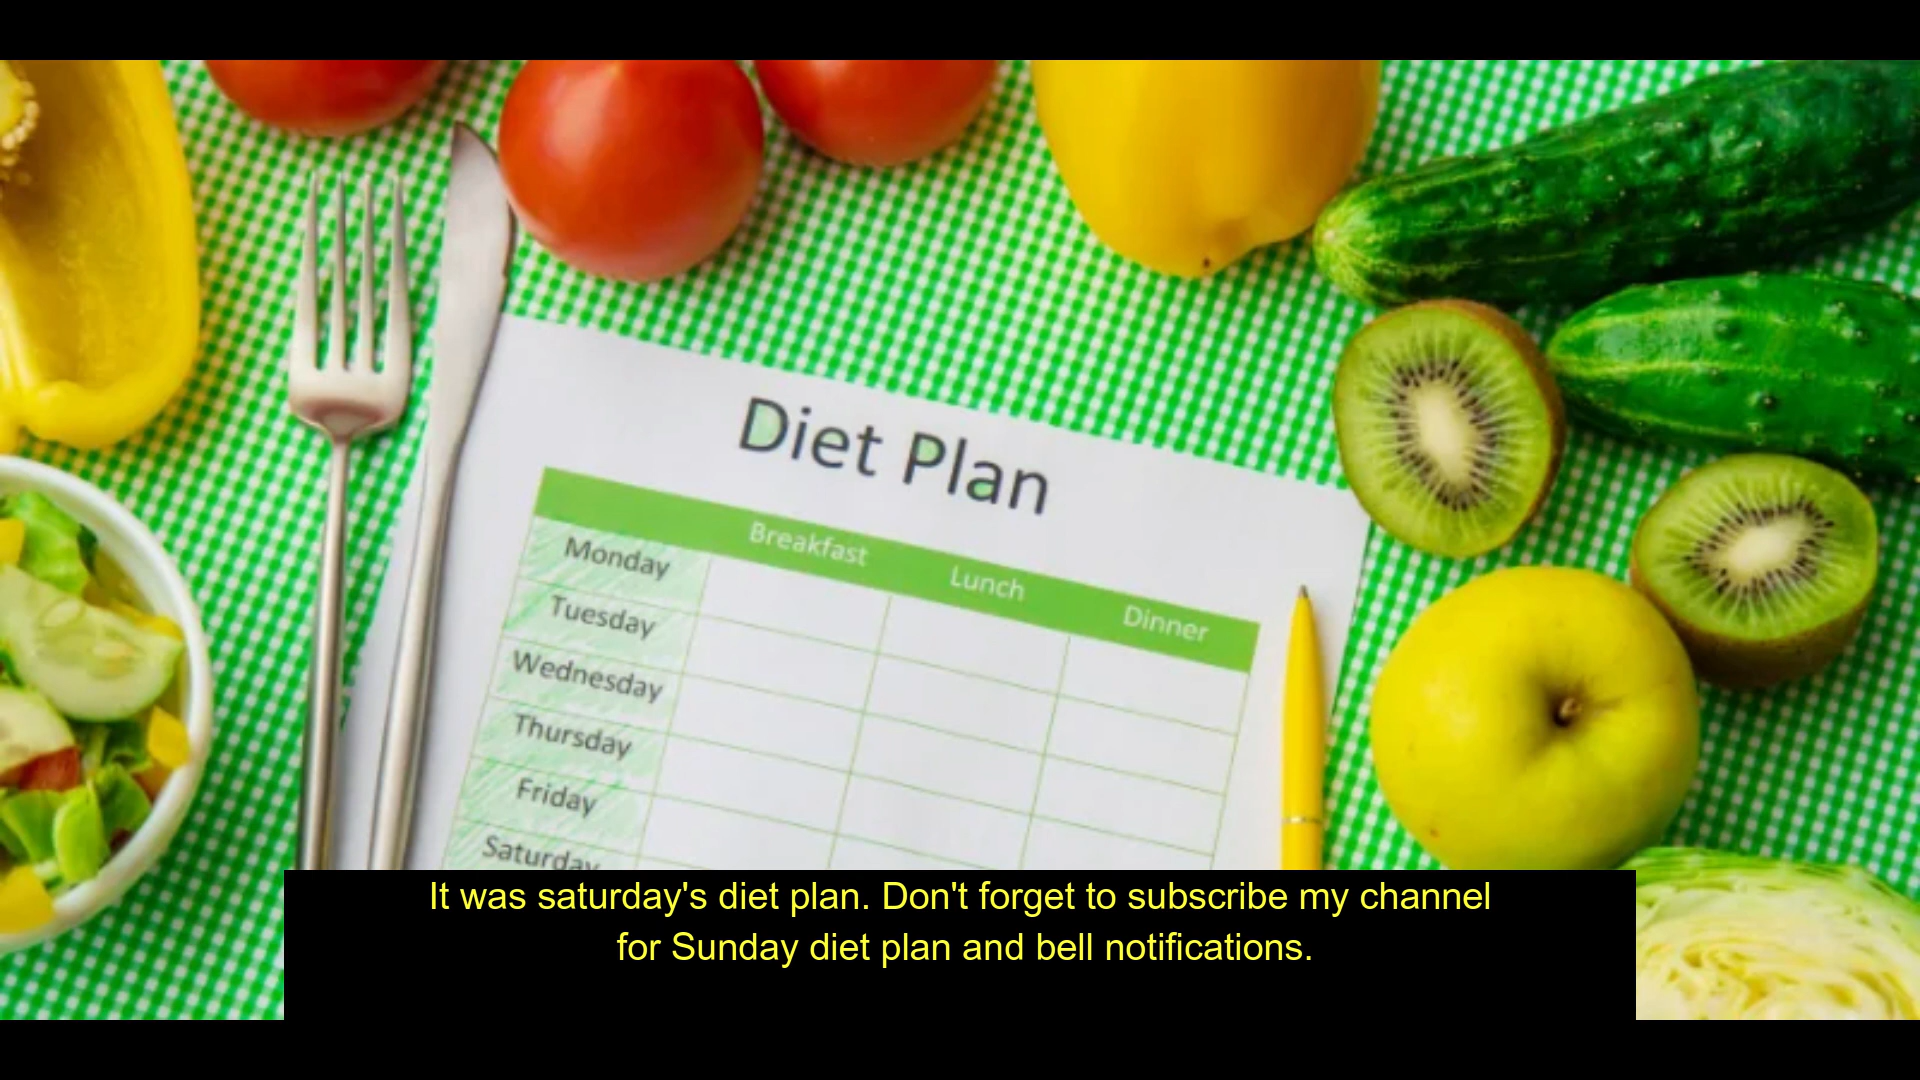 Diet Plan
Breakfast
Lunch
Dinner
Monday
Tuesday
Wednesday
Thursday
Friday
Saturday
It was saturday's diet plan. Don't forget to subscribe my channel
for Sunday diet plan and bell notifications.